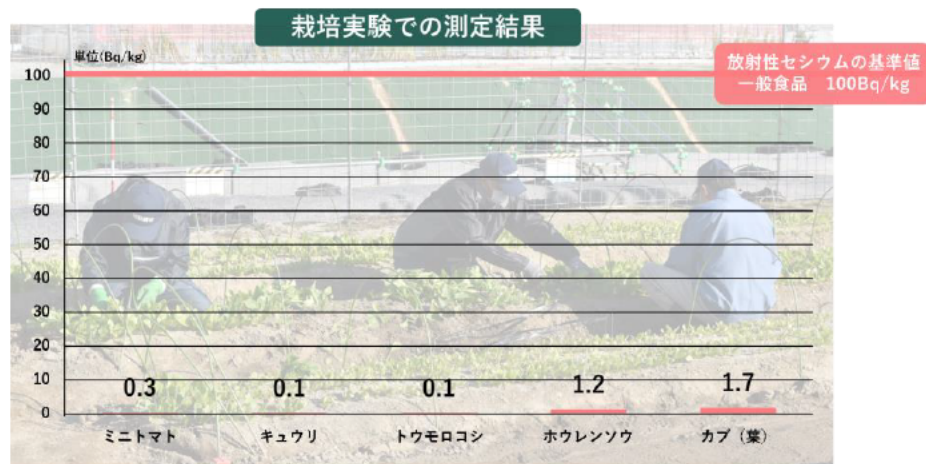 栽培実験での測定結果
単位(Bq/kg)
放射性セシウムの基準値
一般食品　100Bq/kg
100
90
80
70
60
50
40
30
20
10
0
0.3
0.1
0.1
1.2
1.7
ミニトマト
キュウリ
トウモロコシ
ホウレンソウ
カブ（葉）